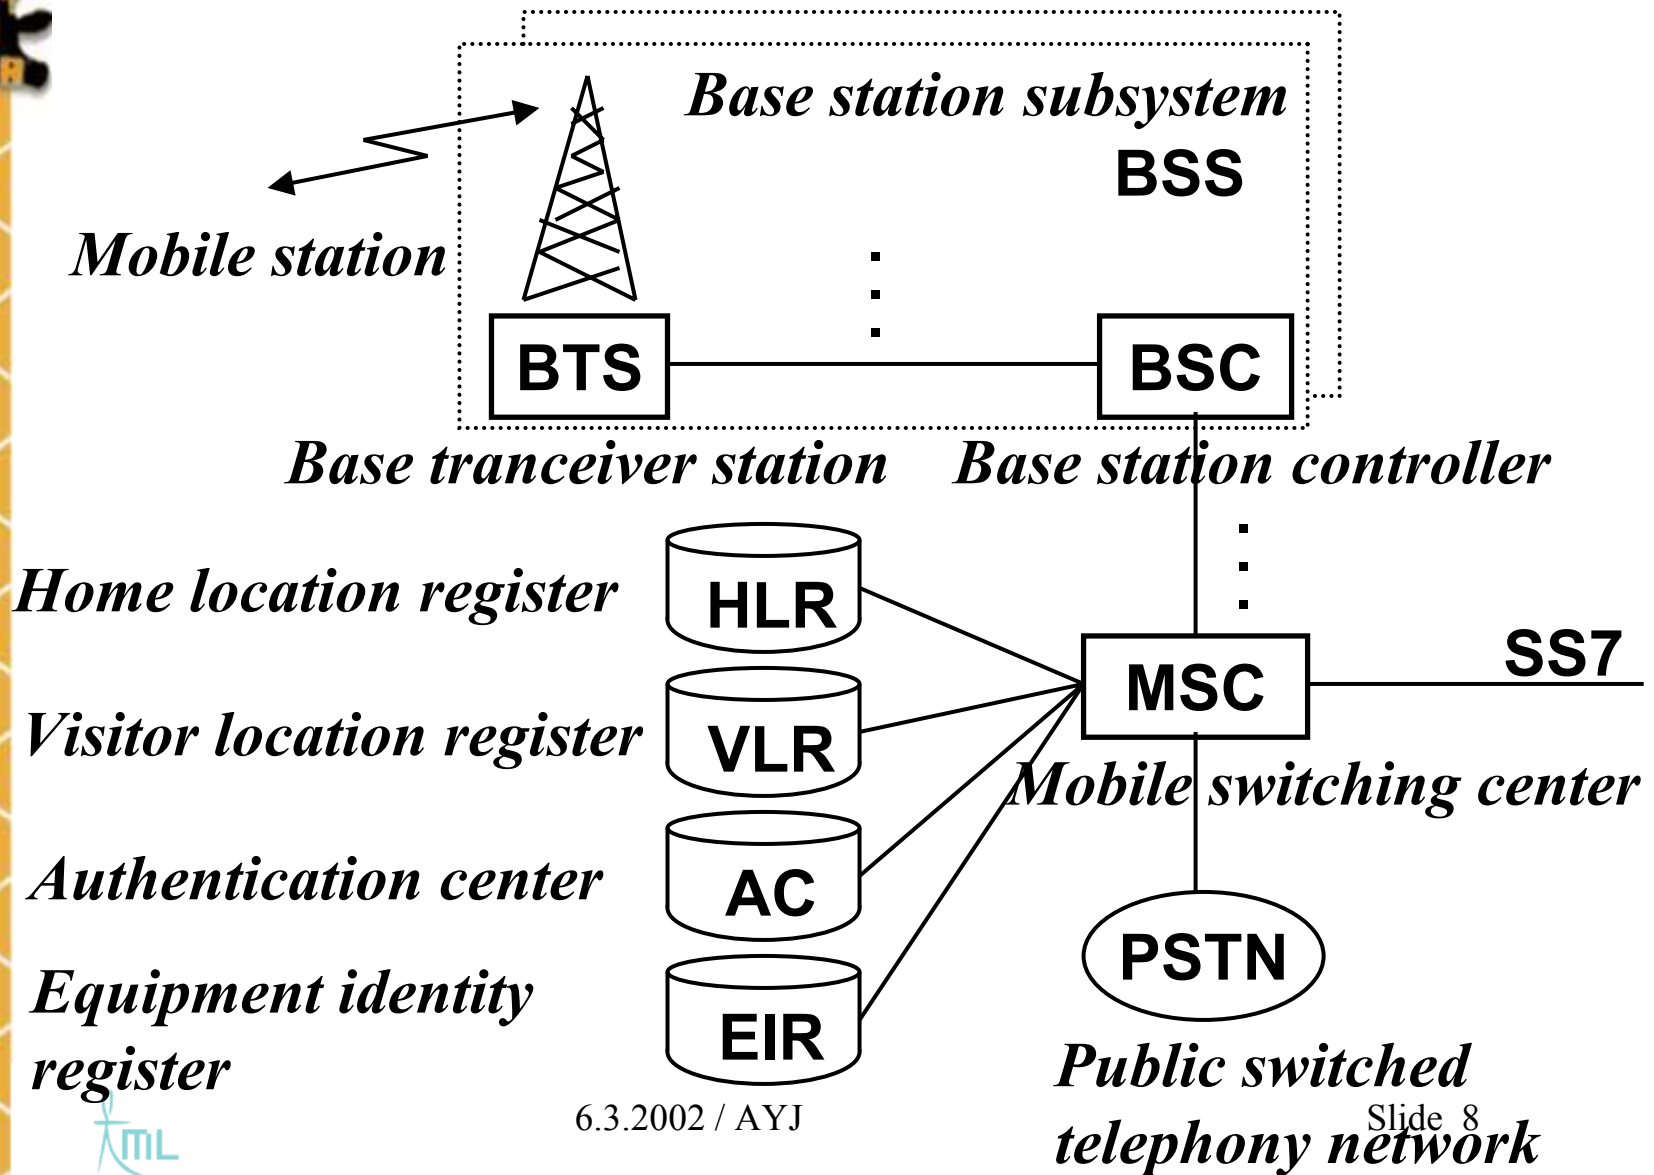 Base station subsystem
BSS
Mobile station
BTS
BSC
Base tranceiver station
Base station controller
Home location register
HLR
SS7
MSC
Visitor location register
VLR
Mobile switching center
Authentication center
AC
PSTN
Equipment identity
register
EIR
Public switched
telephony network
6.3.2002 / AYJ
Slide 8
TML